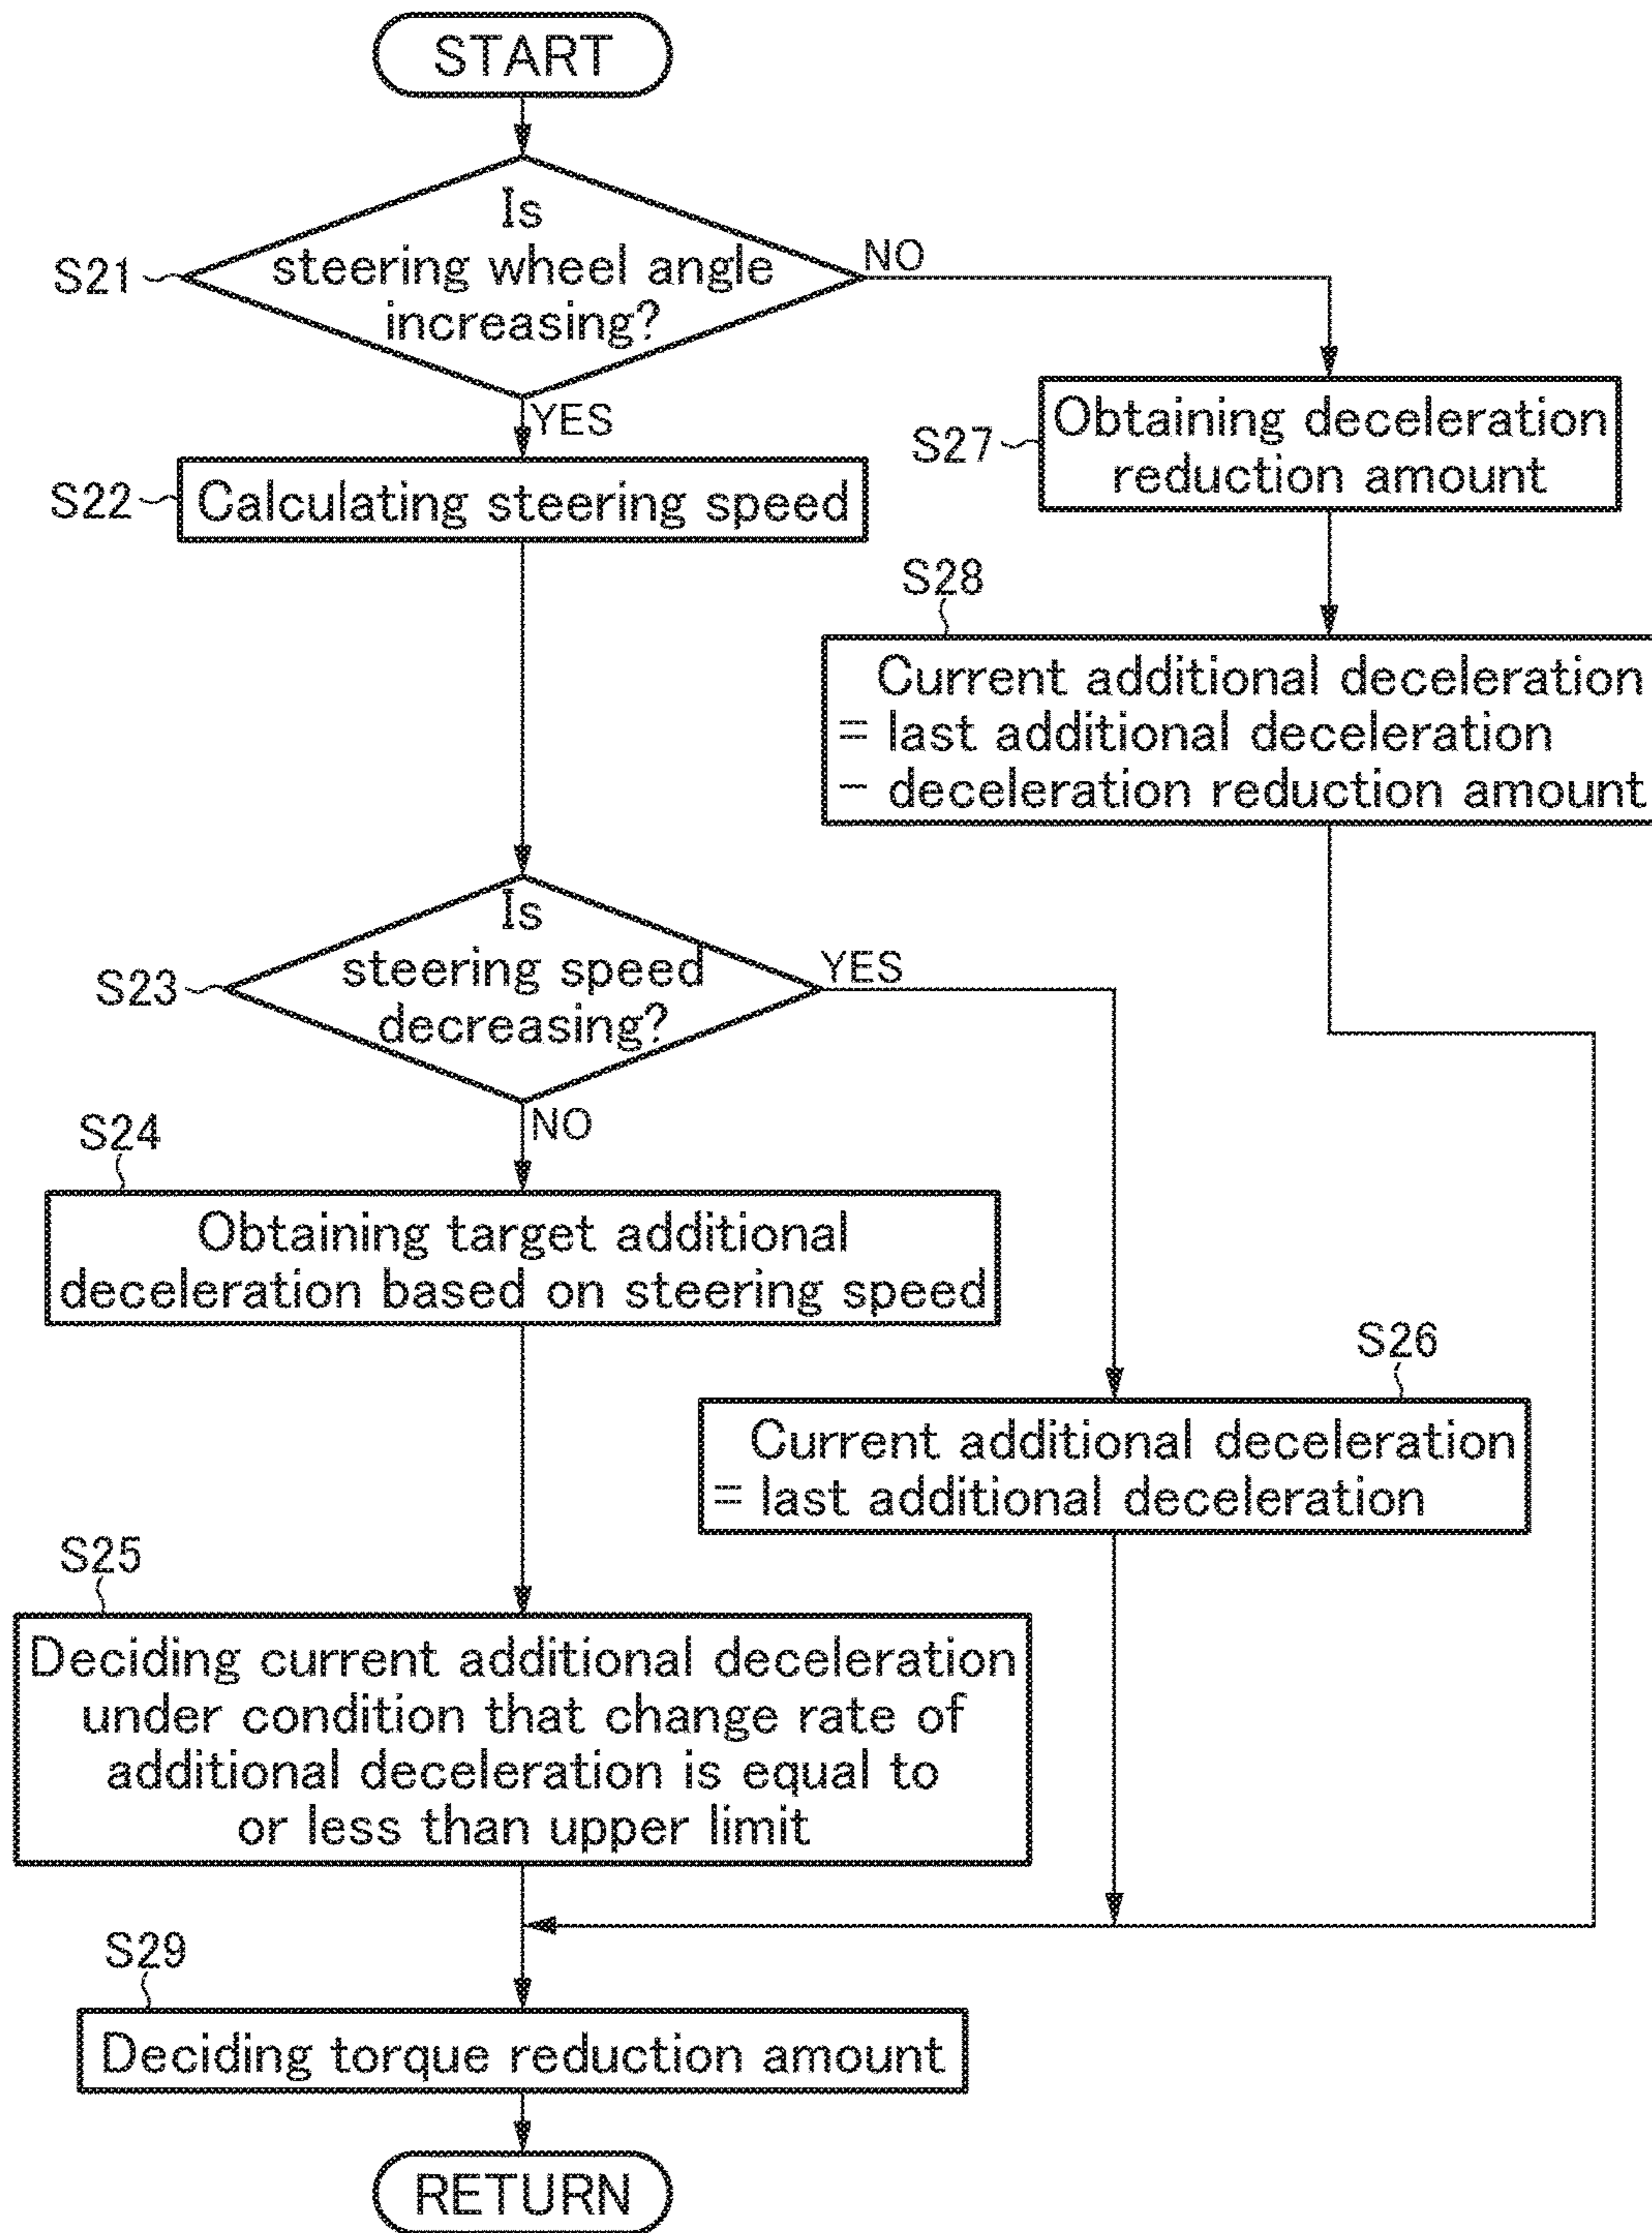 START
Is
steering wheel angle
increasing?
S21
NO
YES
S22
Calculating steering speed
S27
Obtaining deceleration
reduction amount
S28
Current additional deceleration
= last additional deceleration
- deceleration reduction amount
Is
steering speed
decreasing?
S23
YES
NO
S24
Obtaining target additional
deceleration based on steering speed
S26
Current additional deceleration
= last additional deceleration
S25
Deciding current additional deceleration
under condition that change rate of
additional deceleration is equal to
or less than upper limit
S29
Deciding torque reduction amount
RETURN